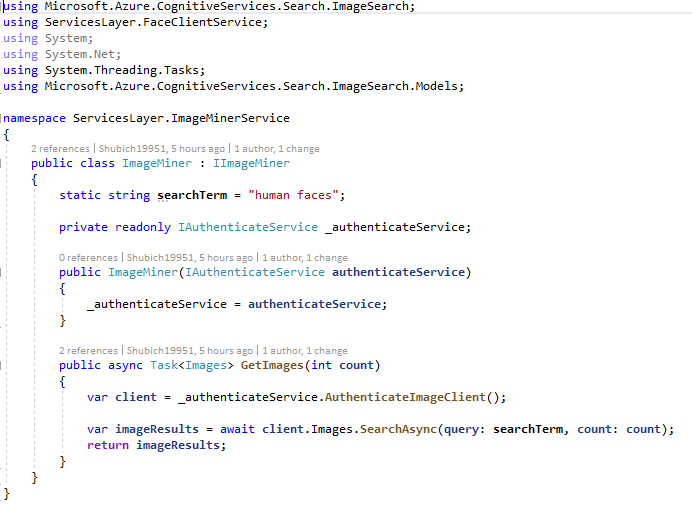 using Microsoft.Azure.CognitiveServices.Search.ImageSearch;
using ServicesLayer.FaceClientService;
using System;
using System.Net;
using System.Threading.Tasks;
using Microsoft.Azure.CognitiveServices.Search.ImageSearch.Models;
namespace ServicesLayer.ImageMinerService
{
2 references | Shubich19951, 5 hours ago | 1 author, 1 change
public class ImageMiner : IImageMiner
{
static string searchTerm = "human faces";
private readonly IAuthenticateService _authenticateService;
0 references | Shubich19951, 5 hours ago | 1 author, 1 change
public ImageMiner(IAuthenticateService authenticateService)
{
_authenticateService = authenticateService;
}
2 references | Shubich19951, 5 hours ago | 1 author, 1 change
public async Task<Images> GetImages(int count)
{
var client = _authenticateService.AuthenticateImageClient();
var imageResults = await client.Images.SearchAsync(query: searchTerm, count: count);
return imageResults;
}
}
}